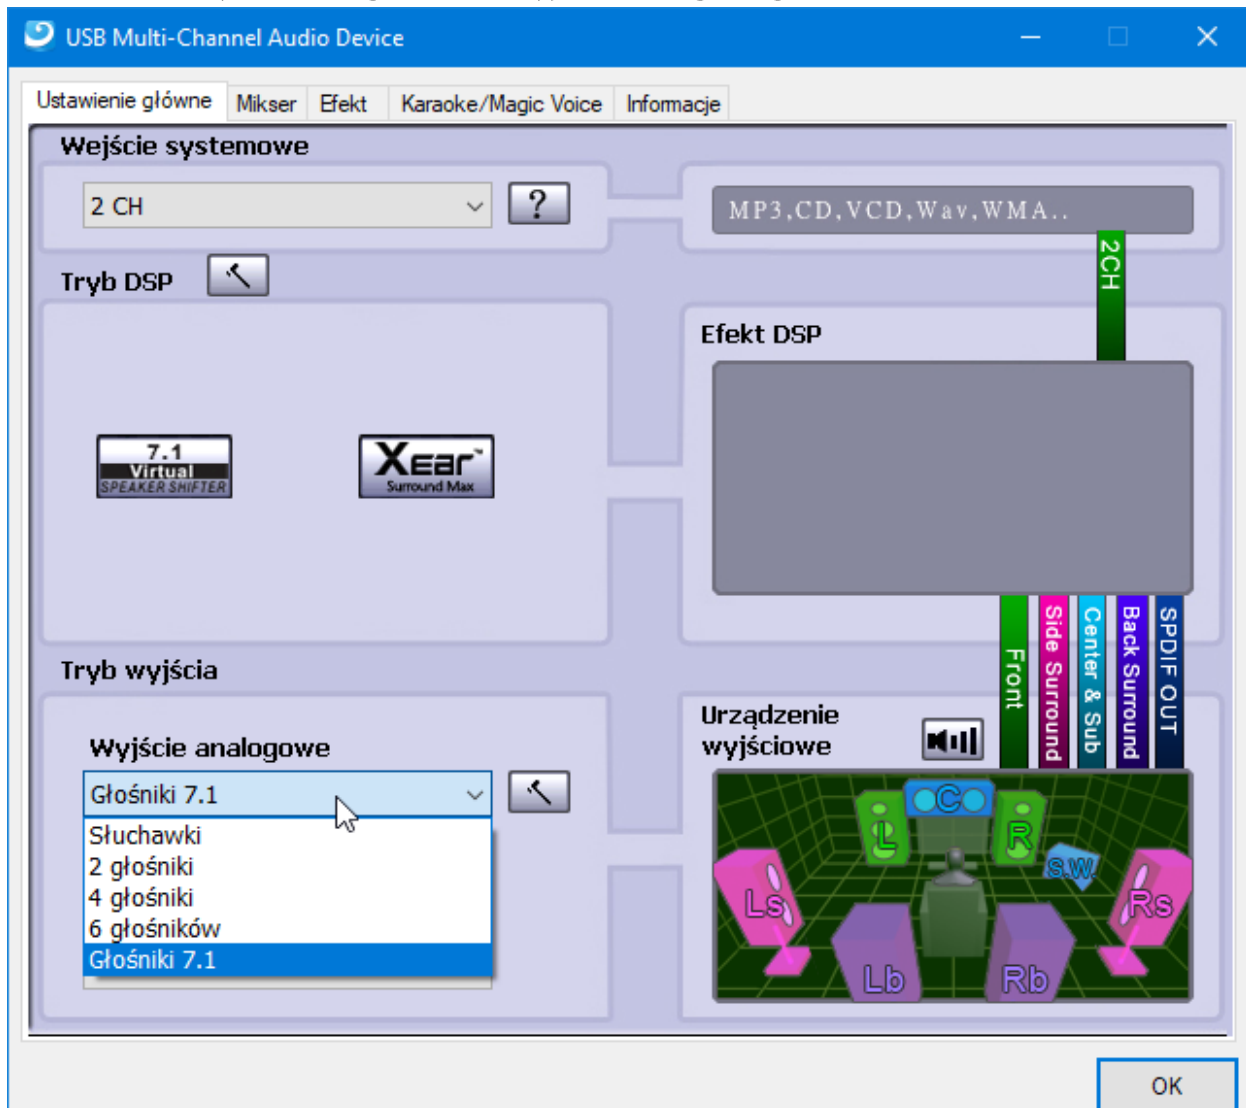 USB Multi-Channel Audio Device
Ustawienie główne
Mikser
Efekt
Karaoke/Magic Voice
Informacje
Wejście systemowe
2 CH
?
MP3,CD,VCD,Wav,WMA..
2CH
Tryb DSP
Efekt DSP
7.1
Virtual
SPEAKER SHIFTER
Xear™
Surround Max
Front
Side Surround
Center & Sub
Back Surround
SPDIF OUT
Tryb wyjścia
Wyjście analogowe
Głośniki 7.1
Słuchawki
2 głośniki
4 głośniki
6 głośników
Głośniki 7.1
Urządzenie
wyjściowe
L
C
R
S.W.
Ls
Rs
Lb
Rb
OK